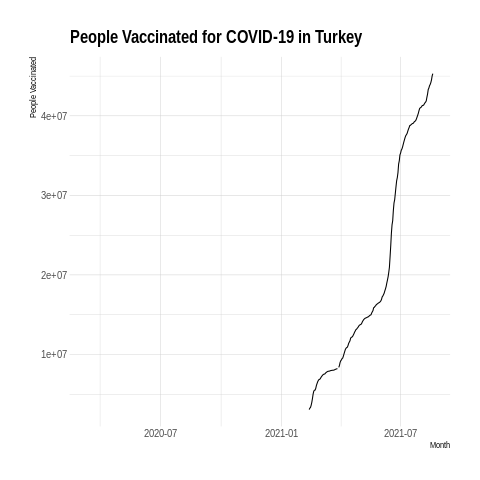 People Vaccinated for COVID-19 in Turkey
People Vaccinated
4e+07
3e+07
2e+07
1e+07
2020-07
2021-01
2021-07
Month